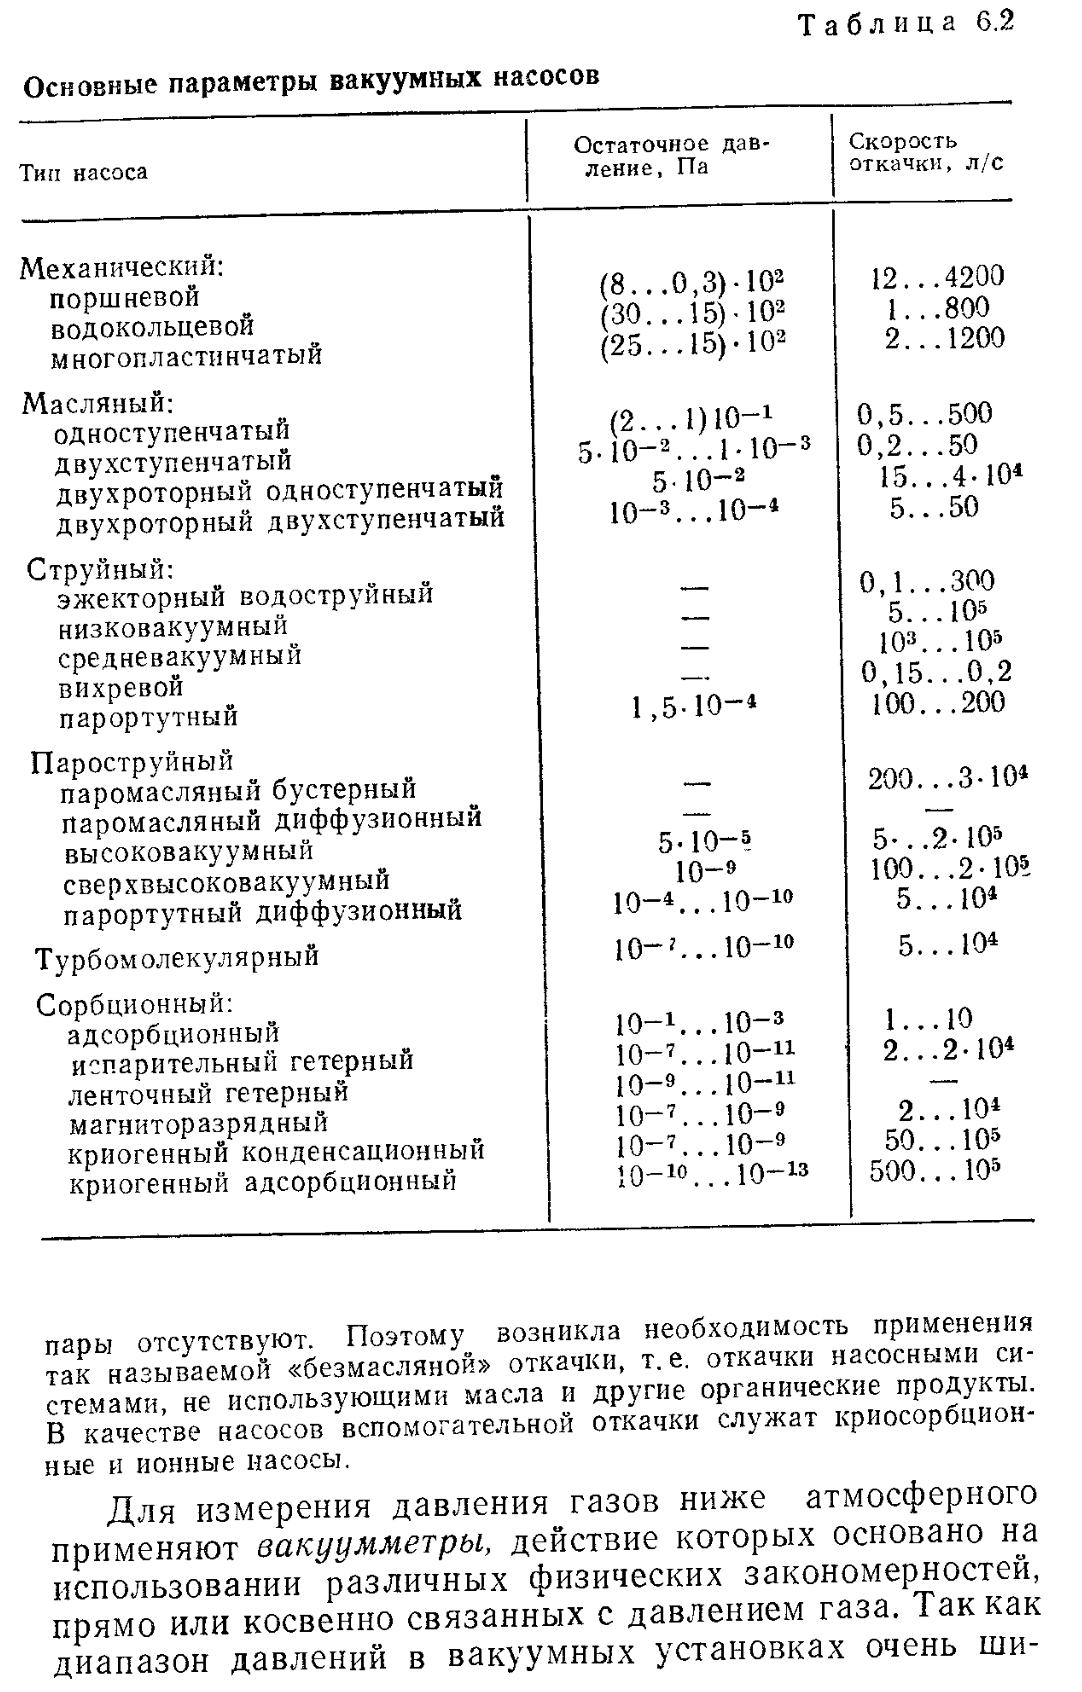 Таблица 6.2
Основные параметры вакуумных насосов
Тип насоса | Остаточное дав-ление, Па | Скорость откачки, л/с
Механический:
поршневой (8...0,3)·10² 12...4200
водокольцевой (30...15)·10² 1...800
многопластинчатый (25...15)·10² 2...1200
Масляный:
одноступенчатый (2...1)10⁻¹ 0,5...500
двухступенчатый 5·10⁻²...1·10⁻³ 0,2...50
двухроторный одноступенчатый 5·10⁻² 15...4·10⁴
двухроторный двухступенчатый 10⁻³...10⁻⁴ 5...50
Струйный:
эжекторный водоструйный — 0,1...300
низковакуумный — 5...10⁵
средневакуумный — 10³...10⁵
вихревой — 0,15...0,2
парортутный 1,5·10⁻⁴ 100...200
Пароструйный
паромасляный бустерный — 200...3·10⁴
паромасляный диффузионный — —
высоковакуумный 5·10⁻⁵ 5...2·10⁵
сверхвысоковакуумный 10⁻⁹ 100...2·10⁵
парортутный диффузионный 10⁻⁴...10⁻¹⁰ 5...10⁴
Турбомолекулярный 10⁻⁷...10⁻¹⁰ 5...10⁴
Сорбционный:
адсорбционный 10⁻¹...10⁻³ 1...10
испарительный гетерный 10⁻⁷...10⁻¹¹ 2...2·10⁴
ленточный гетерный 10⁻⁹...10⁻¹¹ —
магниторазрядный 10⁻⁷...10⁻⁹ 2...10⁴
криогенный конденсационный 10⁻⁷...10⁻⁹ 50...10⁵
криогенный адсорбционный 10⁻¹⁰...10⁻¹³ 500...10⁵
пары отсутствуют. Поэтому возникла необходимость применения
так называемой «безмасляной» откачки, т. е. откачки насосными си-
стемами, не использующими масла и другие органические продукты.
В качестве насосов вспомогательной откачки служат криосорбцион-
ные и ионные насосы.
Для измерения давления газов ниже атмосферного
применяют вакуумметры, действие которых основано на
использовании различных физических закономерностей,
прямо или косвенно связанных с давлением газа. Так как
диапазон давлений в вакуумных установках очень ши-